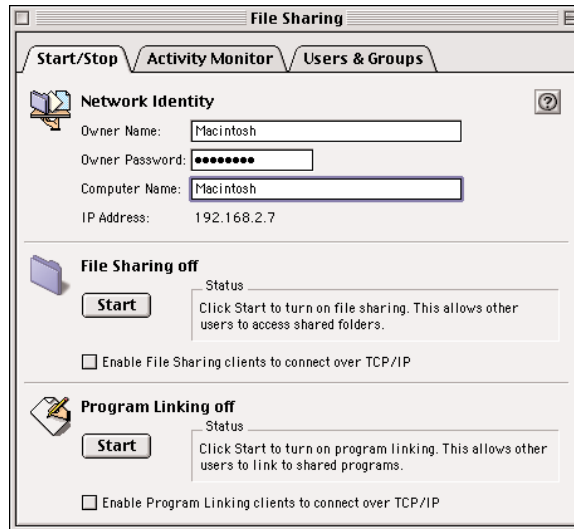 File Sharing
Start/Stop
Activity Monitor
Users & Groups
Network Identity
Owner Name: Macintosh
Owner Password: ••••••••
Computer Name: Macintosh
IP Address: 192.168.2.7
File Sharing off
Status
Start
Click Start to turn on file sharing. This allows other
users to access shared folders.
Enable File Sharing clients to connect over TCP/IP
Program Linking off
Status
Start
Click Start to turn on program linking. This allows other
users to link to shared programs.
Enable Program Linking clients to connect over TCP/IP